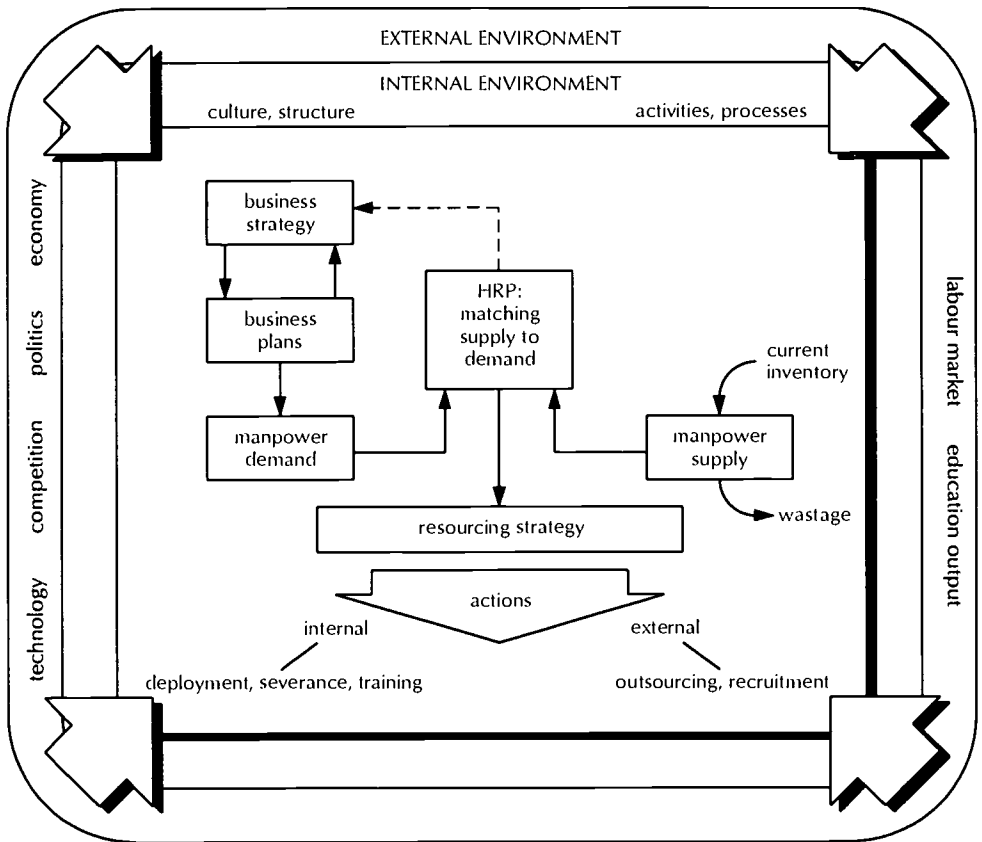 EXTERNAL ENVIRONMENT
INTERNAL ENVIRONMENT
culture, structure
activities, processes
economy
politics
competition
technology
business
strategy
business
plans
manpower
demand
HRP:
matching
supply to
demand
current
inventory
manpower
supply
wastage
resourcing strategy
actions
internal
external
deployment, severance, training
outsourcing, recruitment
labour market
education output